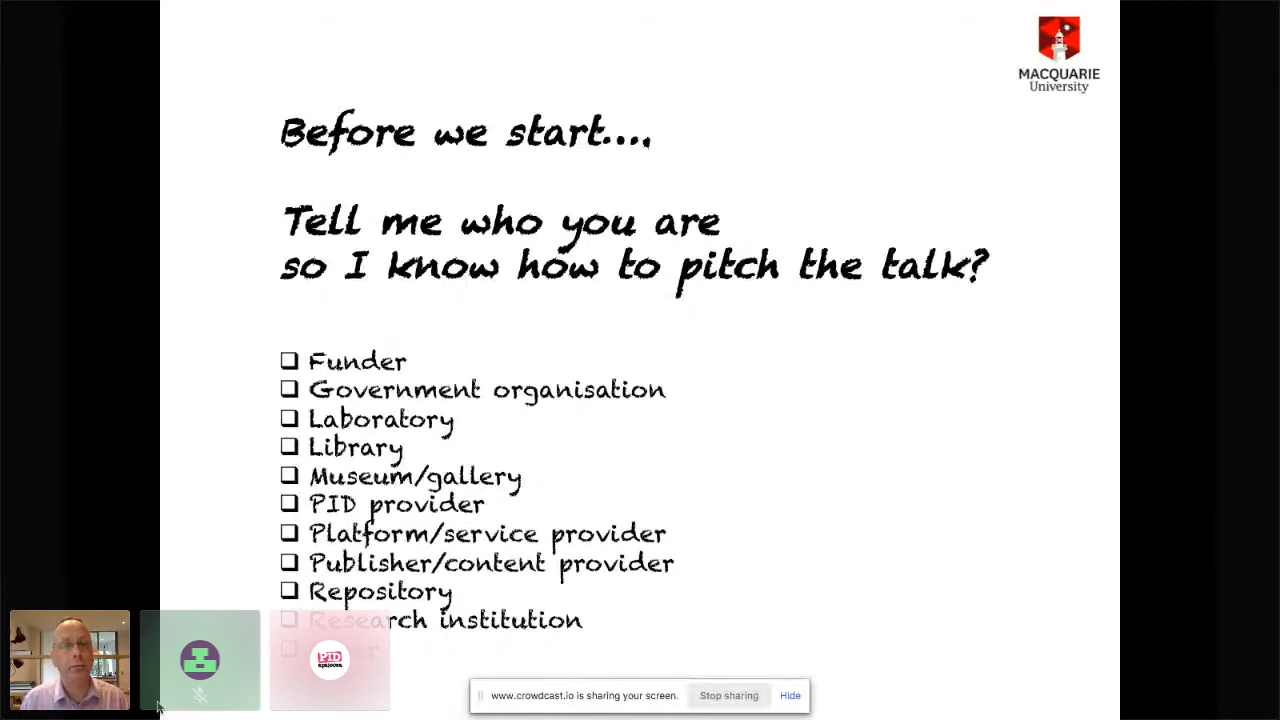 MACQUARIE
University
Before we start....
Tell me who you are
so I know how to pitch the talk?
Funder
Government organisation
Laboratory
Library
Museum/gallery
PID provider
Platform/service provider
Publisher/content provider
Repository
Research institution
PID
apalooza
www.crowdcast.io is sharing your screen.
Stop sharing
Hide